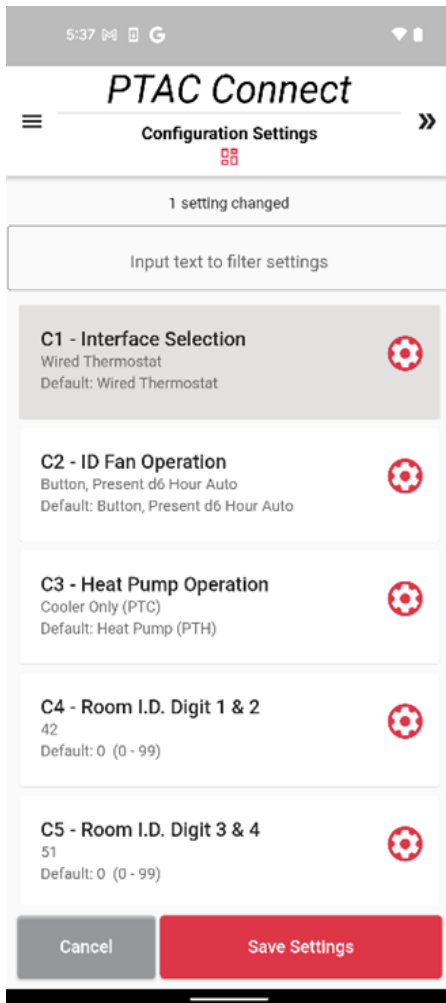 5:37
PTAC Connect
Configuration Settings
1 setting changed
Input text to filter settings
C1 - Interface Selection
Wired Thermostat
Default: Wired Thermostat
C2 - ID Fan Operation
Button, Present d6 Hour Auto
Default: Button, Present d6 Hour Auto
C3 - Heat Pump Operation
Cooler Only (PTC)
Default: Heat Pump (PTH)
C4 - Room I.D. Digit 1 & 2
42
Default: 0 (0 - 99)
C5 - Room I.D. Digit 3 & 4
51
Default: 0 (0 - 99)
Cancel
Save Settings